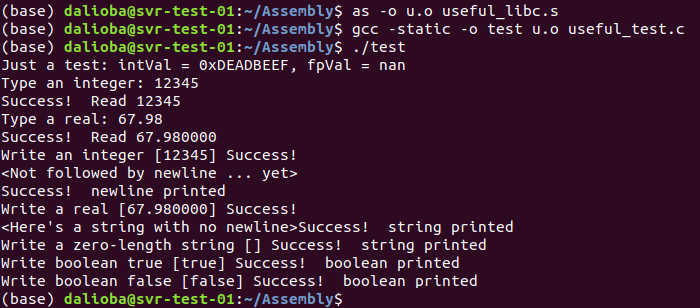 (base) dalioba@svr-test-01:~/Assembly$ as -o u.o useful_libc.s
(base) dalioba@svr-test-01:~/Assembly$ gcc -static -o test u.o useful_test.c
(base) dalioba@svr-test-01:~/Assembly$ ./test
Just a test: intVal = 0xDEADBEEF, fpVal = nan
Type an integer: 12345
Success!  Read 12345
Type a real: 67.98
Success!  Read 67.980000
Write an integer [12345] Success!
<Not followed by newline ... yet>
Success!  newline printed
Write a real [67.980000] Success!
<Here's a string with no newline>Success!  string printed
Write a zero-length string [] Success!  string printed
Write boolean true [true] Success!  boolean printed
Write boolean false [false] Success!  boolean printed
(base) dalioba@svr-test-01:~/Assembly$